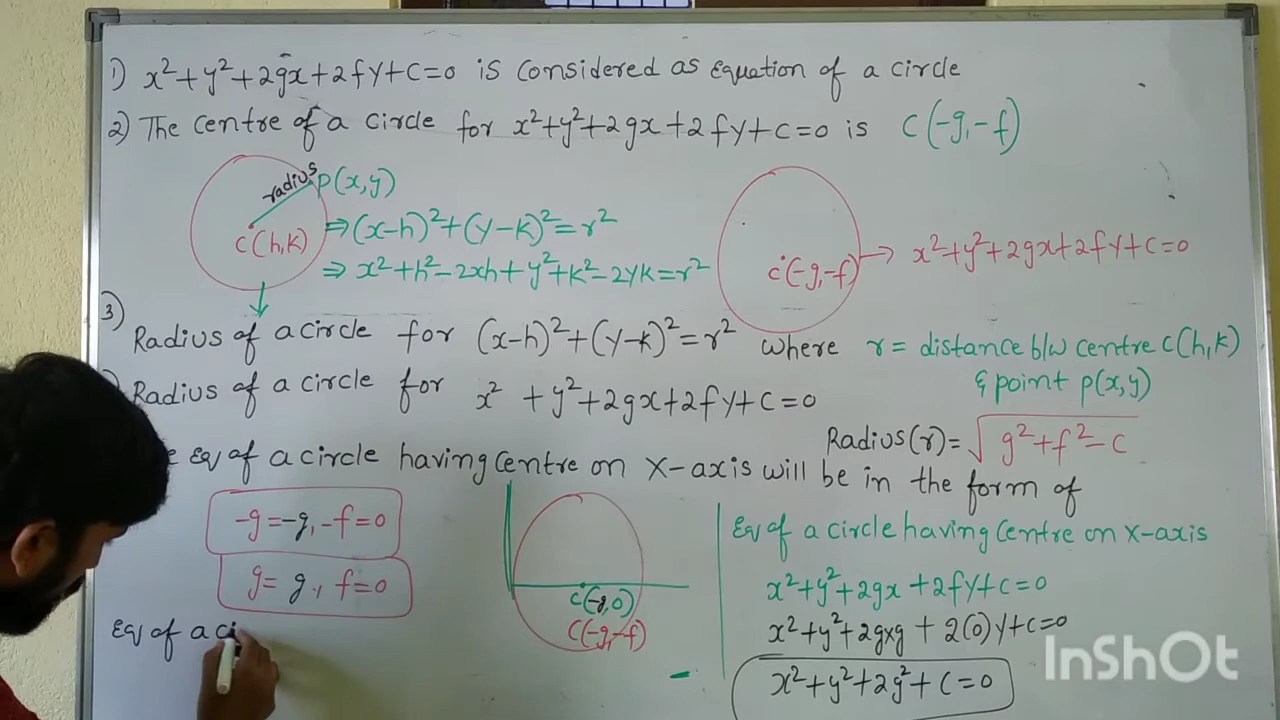 1) x²+y²+2gx+2fy+c=0 is considered as Equation of a circle
2) The centre of a circle for x²+y²+2gx+2fy+c=0 is C(-g,-f)
radius P(x,y)
C(h,k)
⇒(x-h)²+(y-k)²=r²
⇒ x²+h²-2xh+y²+k²-2yk=r²
C(-g,-f) → x²+y²+2gx+2fy+c=0
3)
Radius of a circle for (x-h)²+(y-k)²=r² where r = distance b/w centre C(h,k)
& point P(x,y)
Radius of a circle for x²+y²+2gx+2fy+c=0
Radius(r)=√g²+f²-c
Eq of a circle having centre on X-axis will be in the form of
-g=-g, -f=0
g=g, f=0
C(-g,0)
C(-g,-f)
Eq of a circle having centre on x-axis
x²+y²+2gx+2fy+c=0
x²+y²+2gxg+2(0)y+c=0
x²+y²+2g²+c=0
Eq of a ci
InShOt